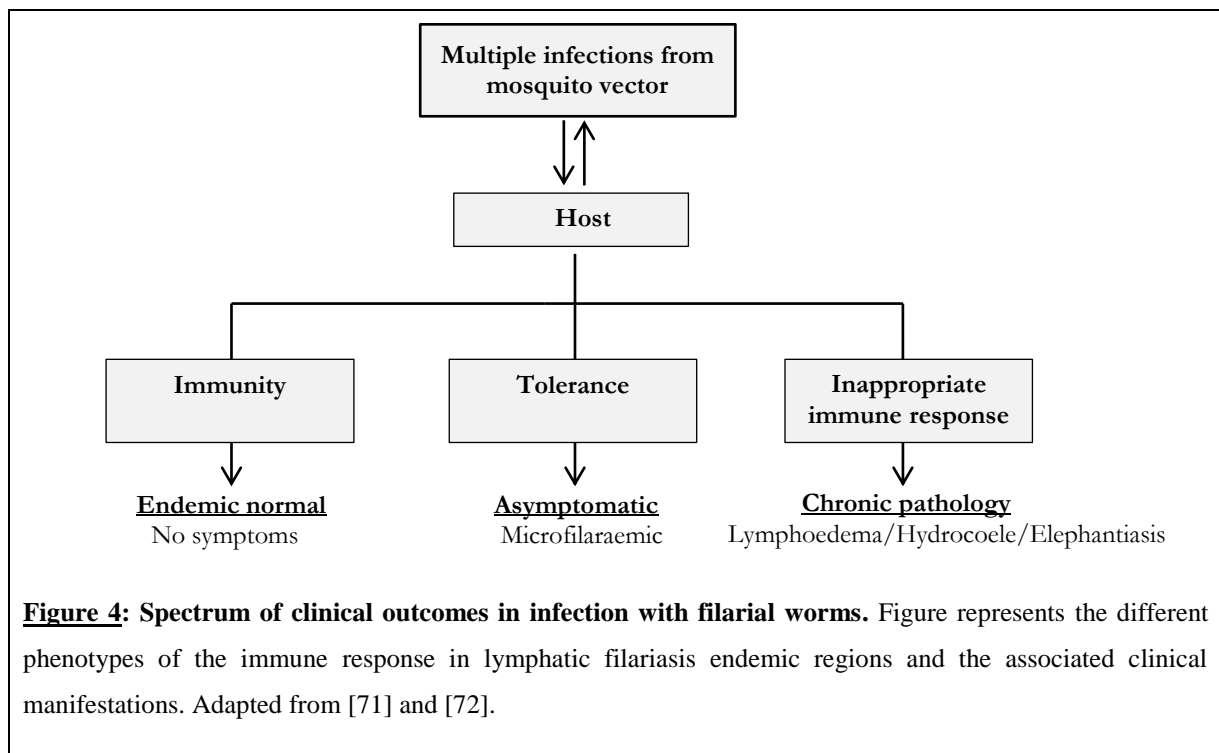 Multiple infections from
mosquito vector
Host
Immunity
Tolerance
Inappropriate
immune response
Endemic normal
No symptoms
Asymptomatic
Microfilaraemic
Chronic pathology
Lymphoedema/Hydrocoele/Elephantiasis
Figure 4: Spectrum of clinical outcomes in infection with filarial worms. Figure represents the different
phenotypes of the immune response in lymphatic filariasis endemic regions and the associated clinical
manifestations. Adapted from [71] and [72].